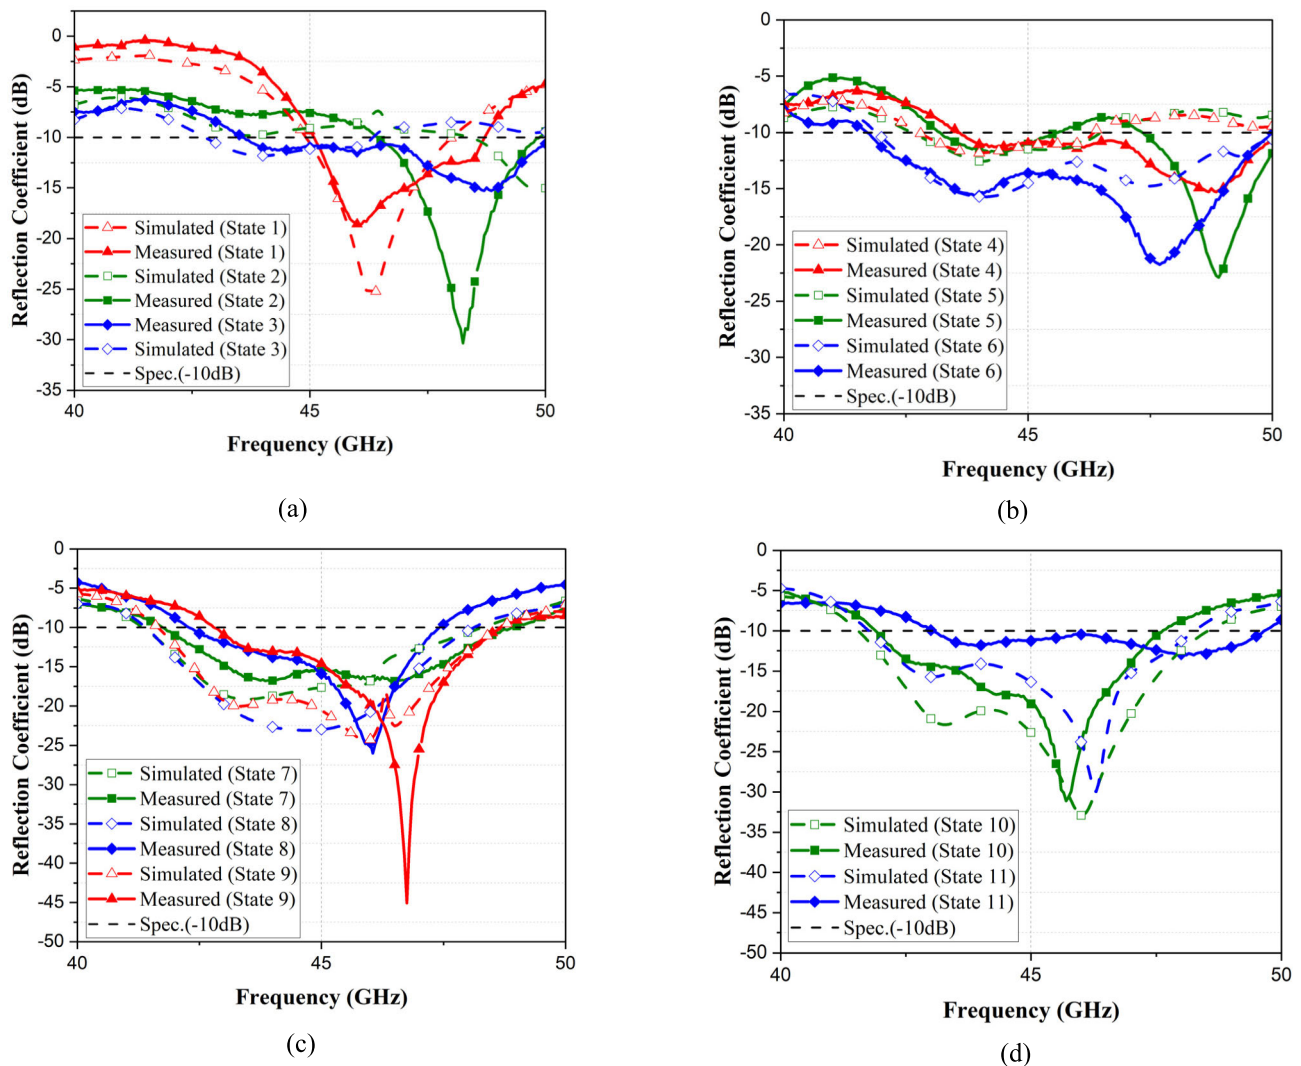 0
-5
-10
-15
-20
-25
-30
-35
Reflection Coefficient (dB)
Simulated (State 1)
Measured (State 1)
Simulated (State 2)
Measured (State 2)
Measured (State 3)
Simulated (State 3)
Spec.(-10dB)
40
45
50
Frequency (GHz)
(a)
0
-5
-10
-15
-20
-25
-30
-35
Reflection Coefficient (dB)
Simulated (State 4)
Measured (State 4)
Simulated (State 5)
Measured (State 5)
Simulated (State 6)
Measured (State 6)
Spec.(-10dB)
40
45
50
Frequency (GHz)
(b)
0
-5
-10
-15
-20
-25
-30
-35
-40
-45
-50
Reflection Coefficient (dB)
Simulated (State 7)
Measured (State 7)
Simulated (State 8)
Measured (State 8)
Simulated (State 9)
Measured (State 9)
Spec.(-10dB)
40
45
50
Frequency (GHz)
(c)
0
-5
-10
-15
-20
-25
-30
-35
-40
-45
-50
Reflection Coefficient (dB)
Simulated (State 10)
Measured (State 10)
Simulated (State 11)
Measured (State 11)
Spec.(-10dB)
40
45
50
Frequency (GHz)
(d)